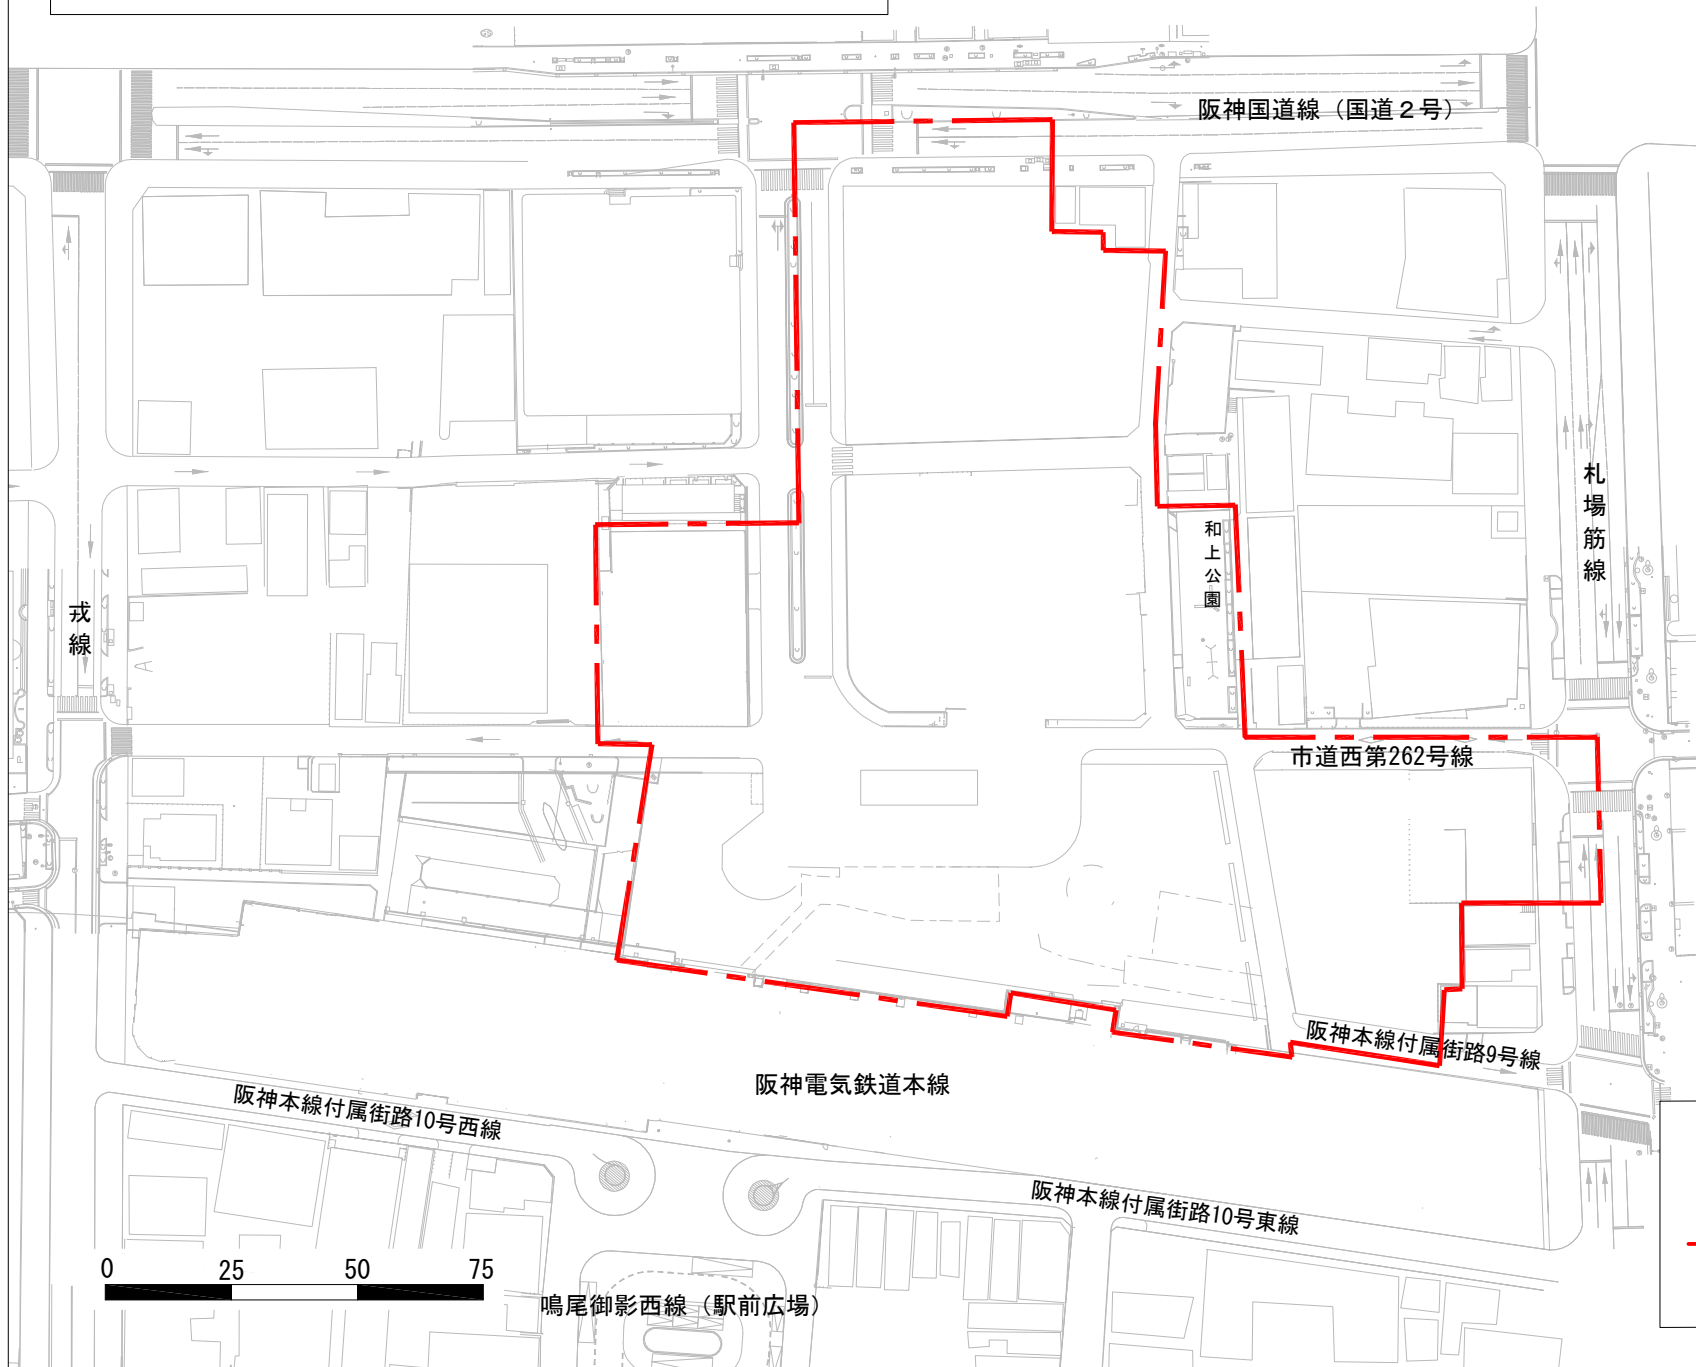 阪神国道線（国道２号）
札場筋線
和上公園
戎線
市道西第262号線
阪神本線付属街路9号線
阪神電気鉄道本線
阪神本線付属街路10号西線
阪神本線付属街路10号東線
0 25 50 75
鳴尾御影西線（駅前広場）